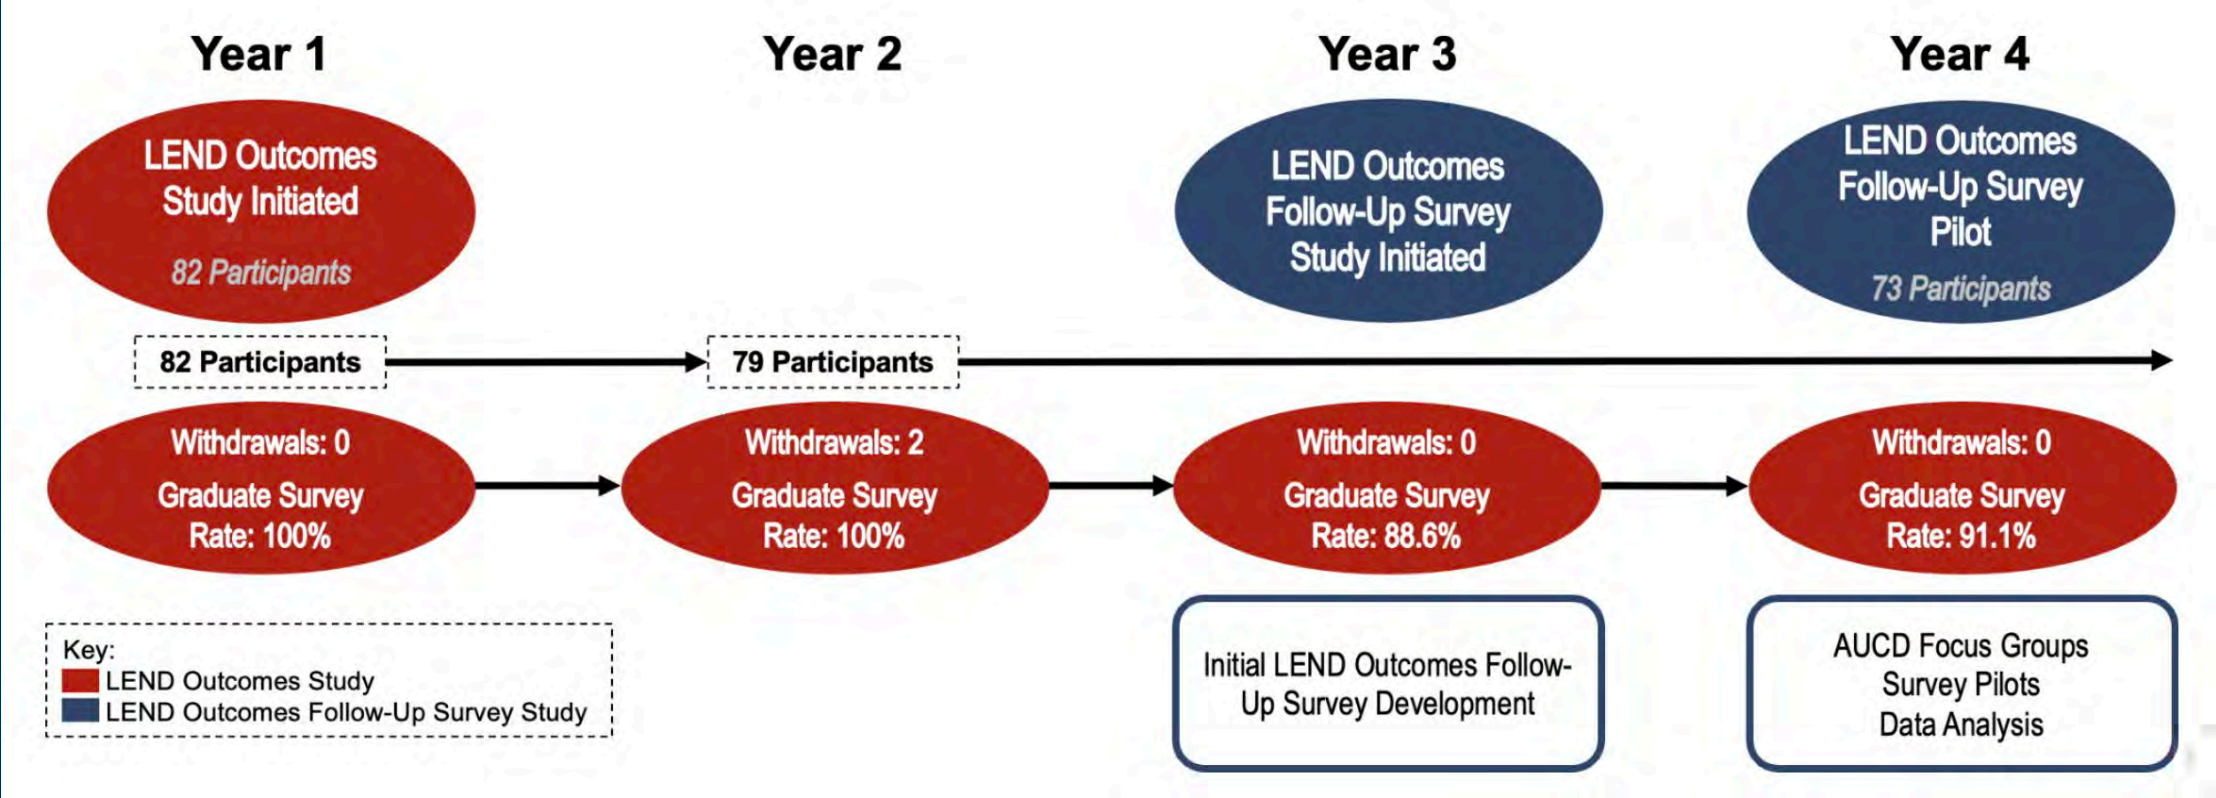 Year 1
Year 2
Year 3
Year 4
LEND Outcomes
Study Initiated
82 Participants
LEND Outcomes
Follow-Up Survey
Study Initiated
LEND Outcomes
Follow-Up Survey
Pilot
73 Participants
82 Participants
79 Participants
Withdrawals: 0
Graduate Survey
Rate: 100%
Withdrawals: 2
Graduate Survey
Rate: 100%
Withdrawals: 0
Graduate Survey
Rate: 88.6%
Withdrawals: 0
Graduate Survey
Rate: 91.1%
Key:
LEND Outcomes Study
LEND Outcomes Follow-Up Survey Study
Initial LEND Outcomes Follow-
Up Survey Development
AUCD Focus Groups
Survey Pilots
Data Analysis